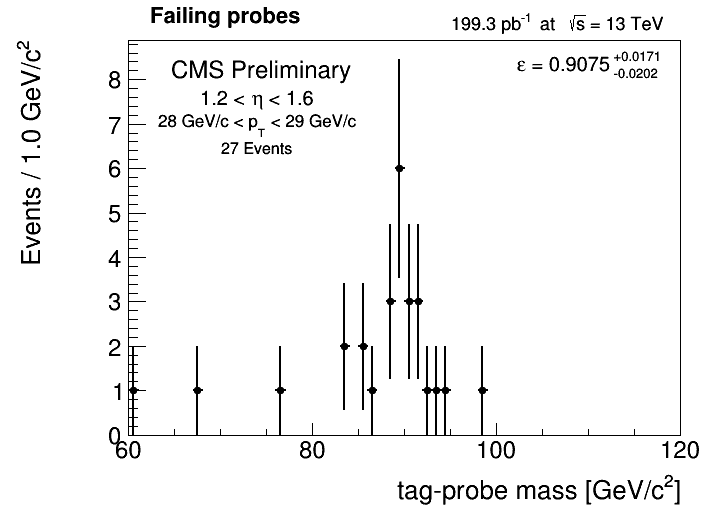 Failing probes
199.3 pb⁻¹ at √s = 13 TeV
CMS Preliminary
ε = 0.9075 +0.0171 -0.0202
1.2 < η < 1.6
28 GeV/c < p_T < 29 GeV/c
27 Events
Events / 1.0 GeV/c²
8
7
6
5
4
3
2
1
0
60 80 100 120
tag-probe mass [GeV/c²]